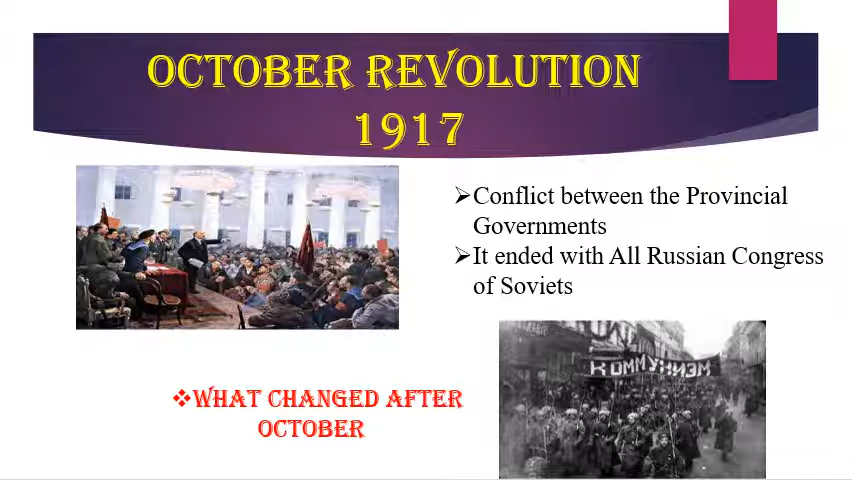 OCTOBER REVOLUTION
1917
➢Conflict between the Provincial
Governments
➢It ended with All Russian Congress
of Soviets
КОММУНИЗМ
❖WHAT CHANGED AFTER
OCTOBER